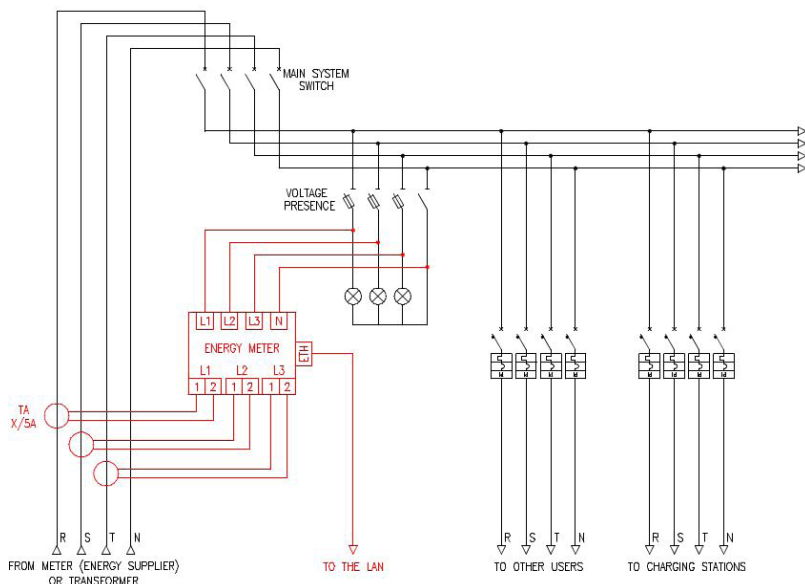 MAIN SYSTEM
SWITCH
VOLTAGE
PRESENCE
L1 L2 L3 N
ENERGY METER
ETH
L1 L2 L3
1 2 1 2 1 2
TA
X/5A
R S T N
FROM METER (ENERGY SUPPLIER)
OR TRANSFORMER
TO THE LAN
R S T N
TO OTHER USERS
R S T N
TO CHARGING STATIONS